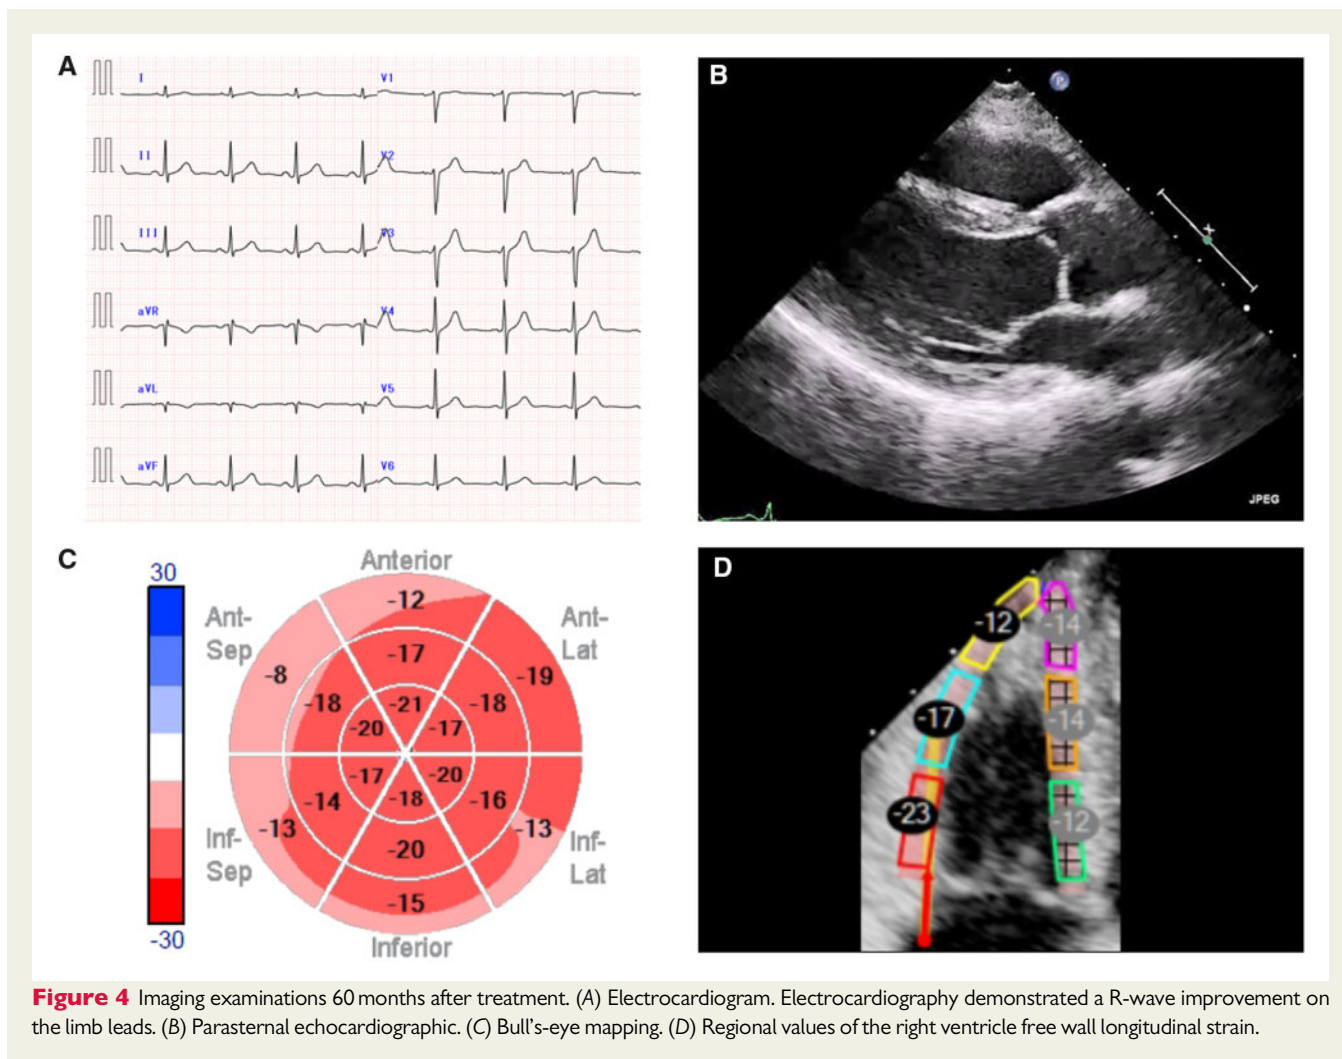 A
I
V1
II
V2
III
V3
aVR
V4
aVL
V5
aVF
V6
B
P
X
JPEG
C
30
-30
Anterior
Ant-
Sep
Ant-
Lat
-12
-17
-8
-19
-18
-18
-21
-20
-17
-17
-20
-18
-14
-16
-13
-13
-20
-15
Inf-
Sep
Inf-
Lat
Inferior
D
-12
-14
-17
-14
-23
-12
Figure 4 Imaging examinations 60 months after treatment. (A) Electrocardiogram. Electrocardiography demonstrated a R-wave improvement on
the limb leads. (B) Parasternal echocardiographic. (C) Bull's-eye mapping. (D) Regional values of the right ventricle free wall longitudinal strain.